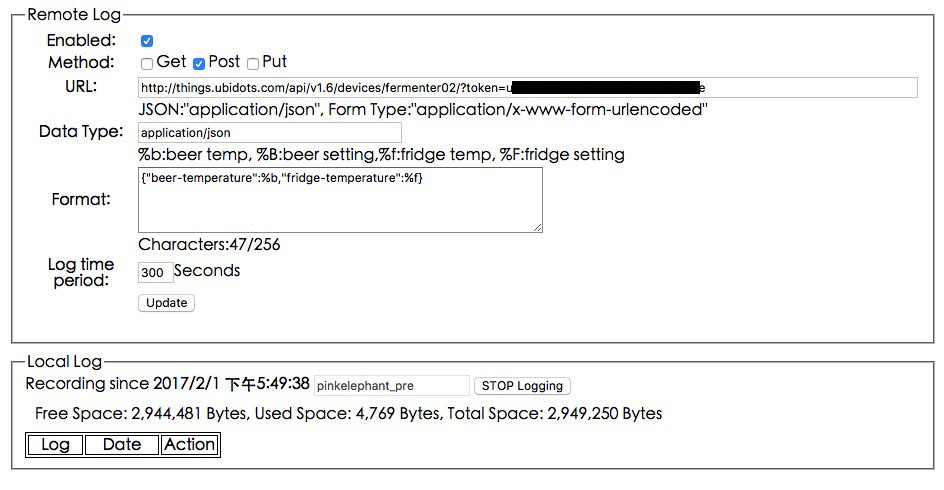 Remote Log
Enabled:
Method: Get Post Put
URL: http://things.ubidots.com/api/v1.6/devices/fermenter02/?token=u e
JSON:"application/json", Form Type:"application/x-www-form-urlencoded"
Data Type: application/json
%b:beer temp, %B:beer setting,%f:fridge temp, %F:fridge setting
Format: {"beer-temperature":%b,"fridge-temperature":%f}
Characters:47/256
Log time period: 300 Seconds
Update
Local Log
Recording since 2017/2/1 下午5:49:38 pinkelephant_pre STOP Logging
Free Space: 2,944,481 Bytes, Used Space: 4,769 Bytes, Total Space: 2,949,250 Bytes
Log Date Action